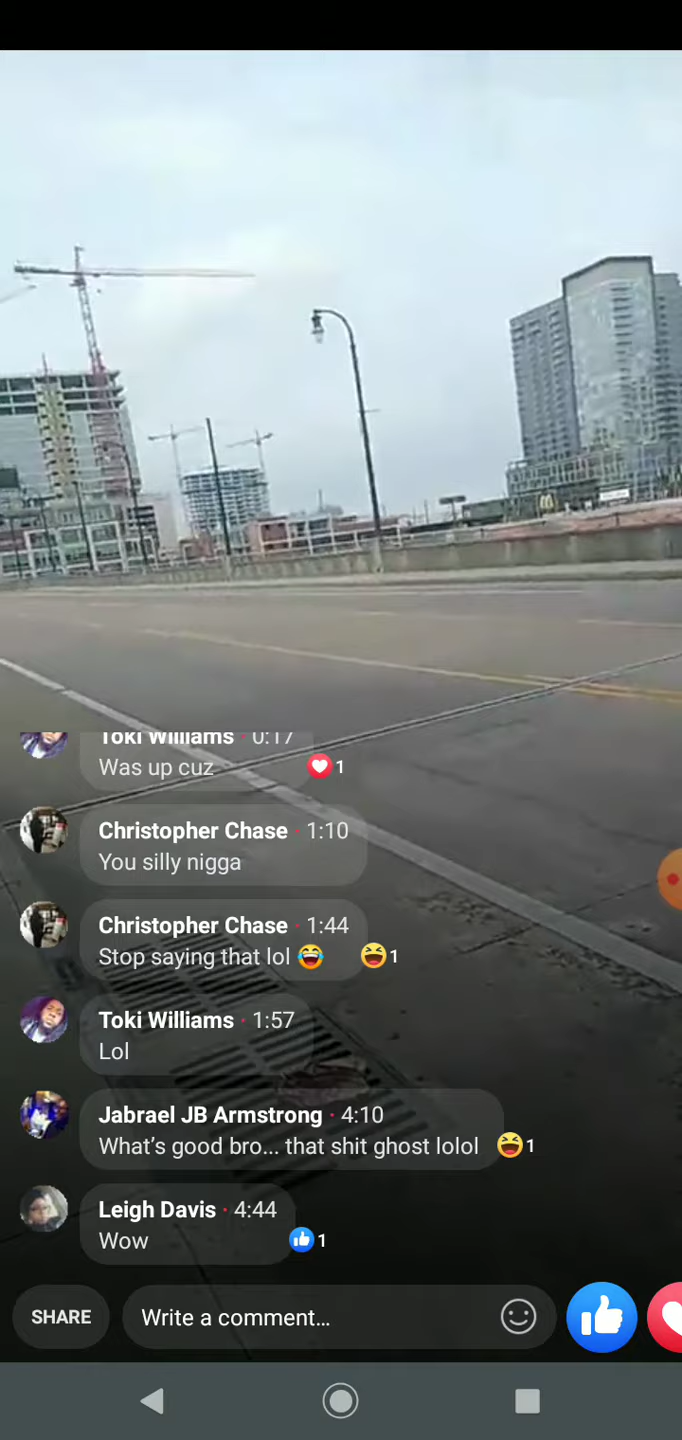 Toki Williams · 0:17
Was up cuz
1
Christopher Chase · 1:10
You silly nigga
Christopher Chase · 1:44
Stop saying that lol 😂
1
Toki Williams · 1:57
Lol
Jabrael JB Armstrong · 4:10
What's good bro... that shit ghost lolol
1
Leigh Davis · 4:44
Wow
1
SHARE
Write a comment...